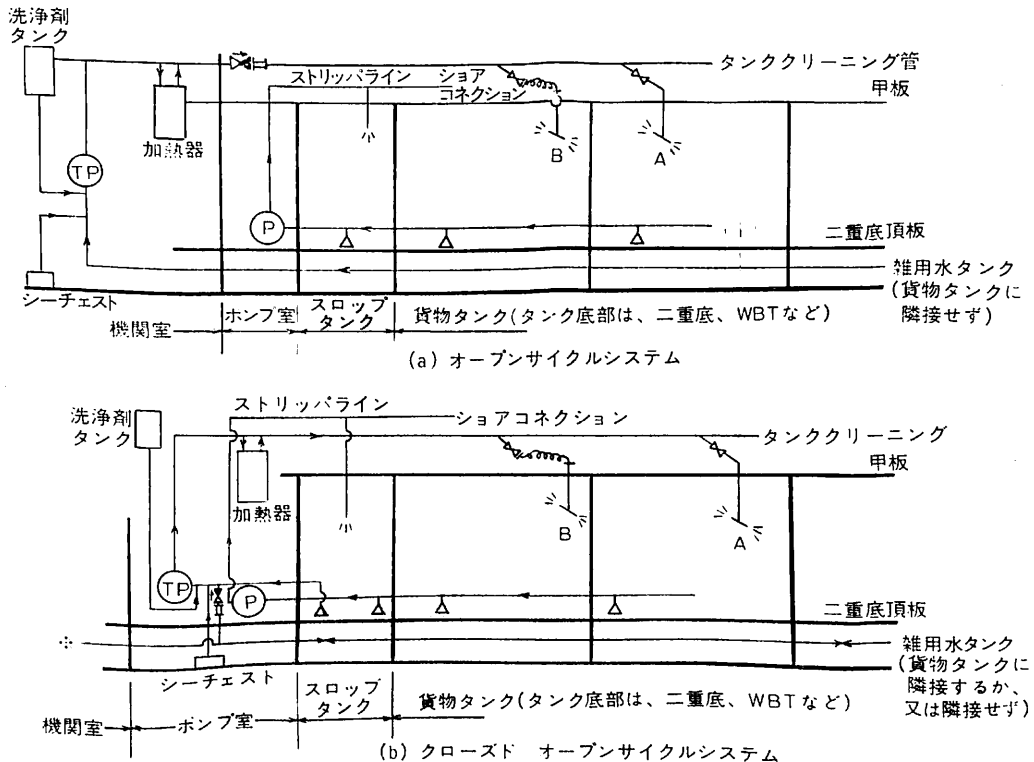 洗浄剤
タンク
ストリッパライン
ショア
コネクション
タンククリーニング管
甲板
加熱器
TP
B
A
P
二重底頂板
雑用水タンク
(貨物タンクに
隣接せず)
シーチェスト
機関室
ポンプ室
スロップ
タンク
貨物タンク(タンク底部は、二重底、WBTなど)
(a) オープンサイクルシステム
ストリッパライン
ショアコネクション
洗浄剤
タンク
タンククリーニング
甲板
加熱器
B
A
TP
P
二重底頂板
※
雑用水タンク
(貨物タンクに
隣接するか、
又は隣接せず)
シーチェスト
機関室
ポンプ室
スロップ
タンク
貨物タンク(タンク底部は、二重底、WBTなど)
(b) クローズド オープンサイクルシステム